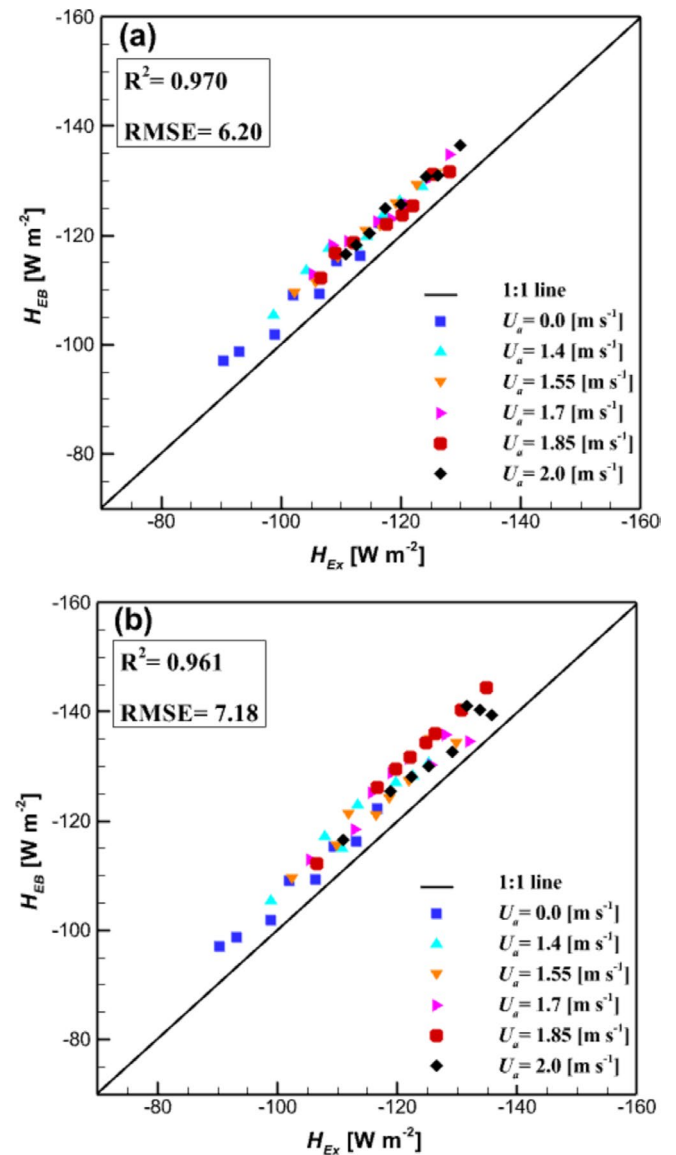 -160
(a)
R²= 0.970
RMSE= 6.20
-140
-120
-100
-80
H_EB [W m⁻²]
1:1 line
U_a= 0.0 [m s⁻¹]
U_a= 1.4 [m s⁻¹]
U_a= 1.55 [m s⁻¹]
U_a= 1.7 [m s⁻¹]
U_a= 1.85 [m s⁻¹]
U_a= 2.0 [m s⁻¹]
-80 -100 -120 -140 -160
H_Ex [W m⁻²]
-160
(b)
R²= 0.961
RMSE= 7.18
-140
-120
-100
-80
H_EB [W m⁻²]
1:1 line
U_a= 0.0 [m s⁻¹]
U_a= 1.4 [m s⁻¹]
U_a= 1.55 [m s⁻¹]
U_a= 1.7 [m s⁻¹]
U_a= 1.85 [m s⁻¹]
U_a= 2.0 [m s⁻¹]
-80 -100 -120 -140 -160
H_Ex [W m⁻²]